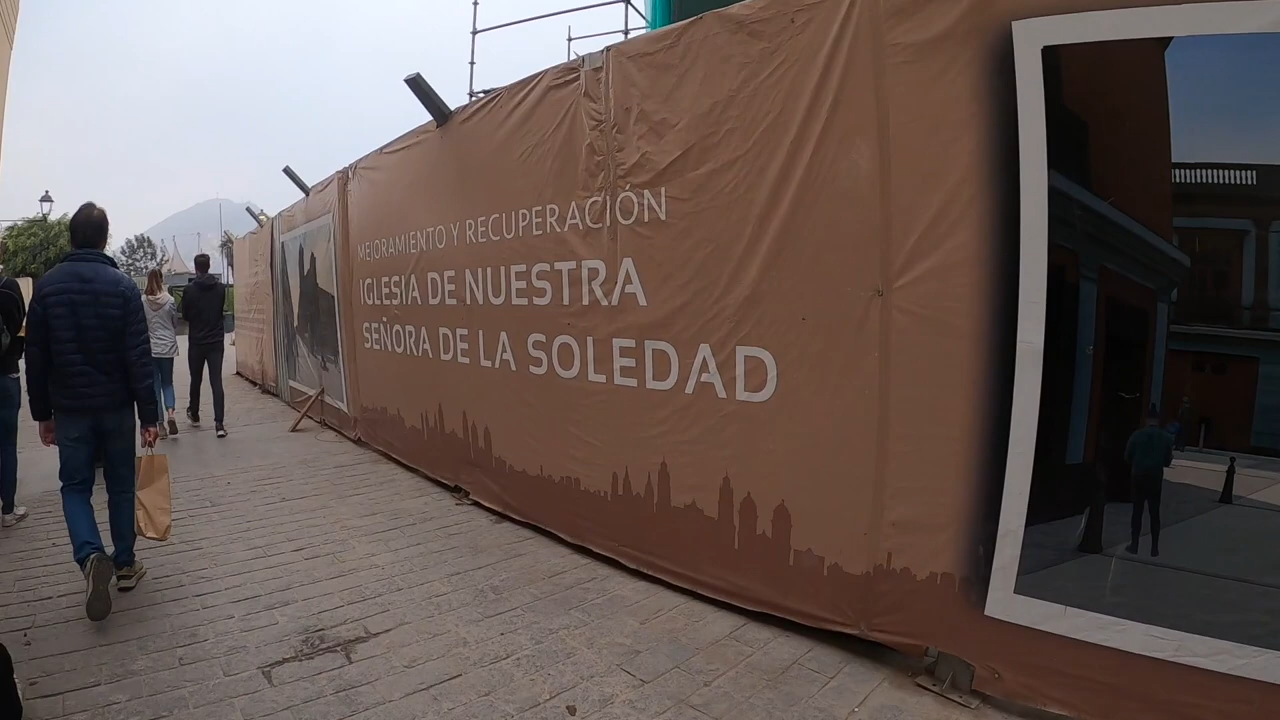 MEJORAMIENTO Y RECUPERACIÓN
IGLESIA DE NUESTRA
SEÑORA DE LA SOLEDAD